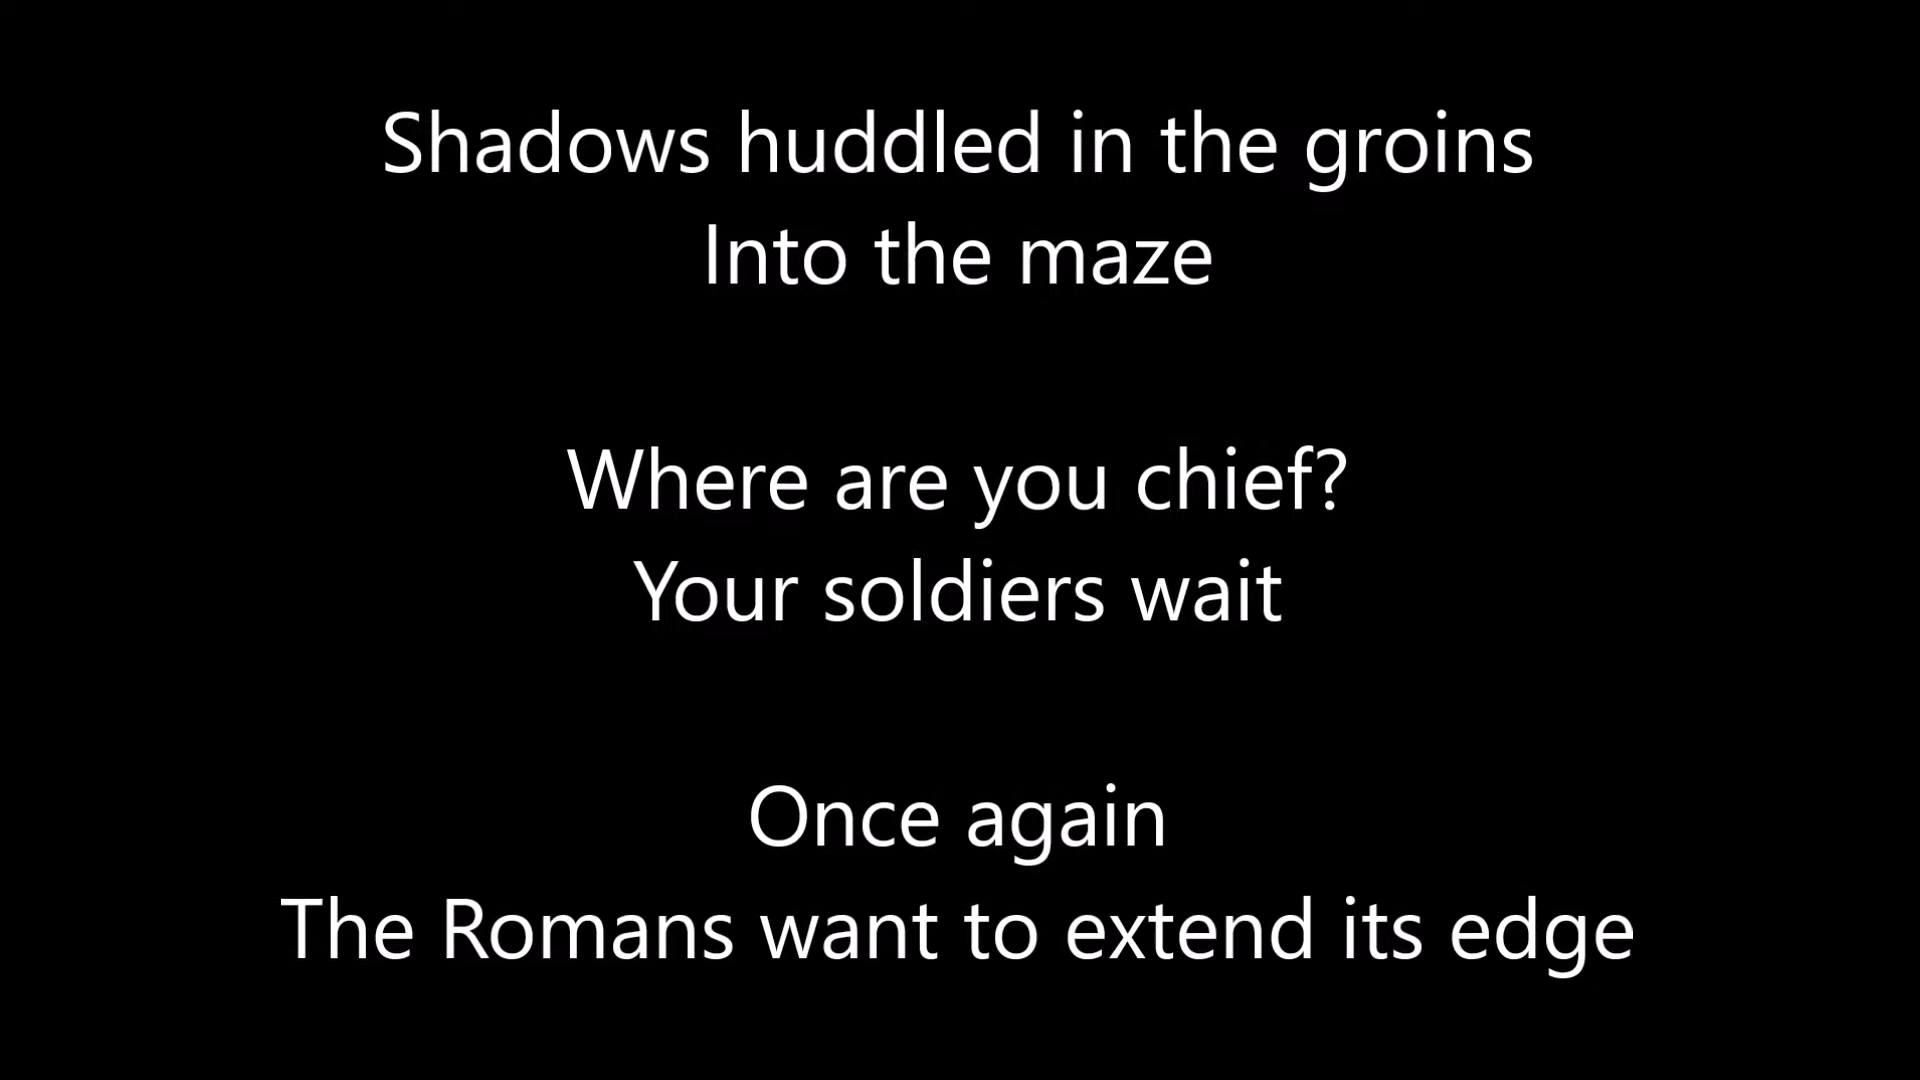 Shadows huddled in the groins
Into the maze
Where are you chief?
Your soldiers wait
Once again
The Romans want to extend its edge